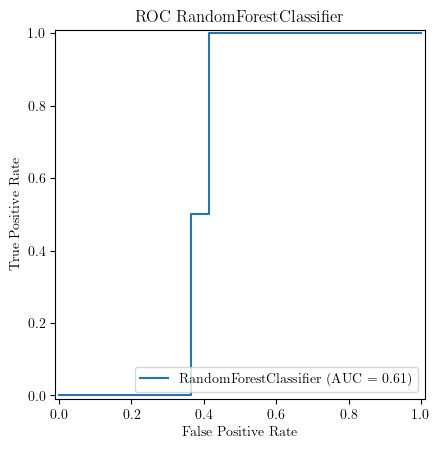 ROC RandomForestClassifier
1.0
0.8
0.6
0.4
0.2
0.0
True Positive Rate
RandomForestClassifier (AUC = 0.61)
0.0 0.2 0.4 0.6 0.8 1.0
False Positive Rate